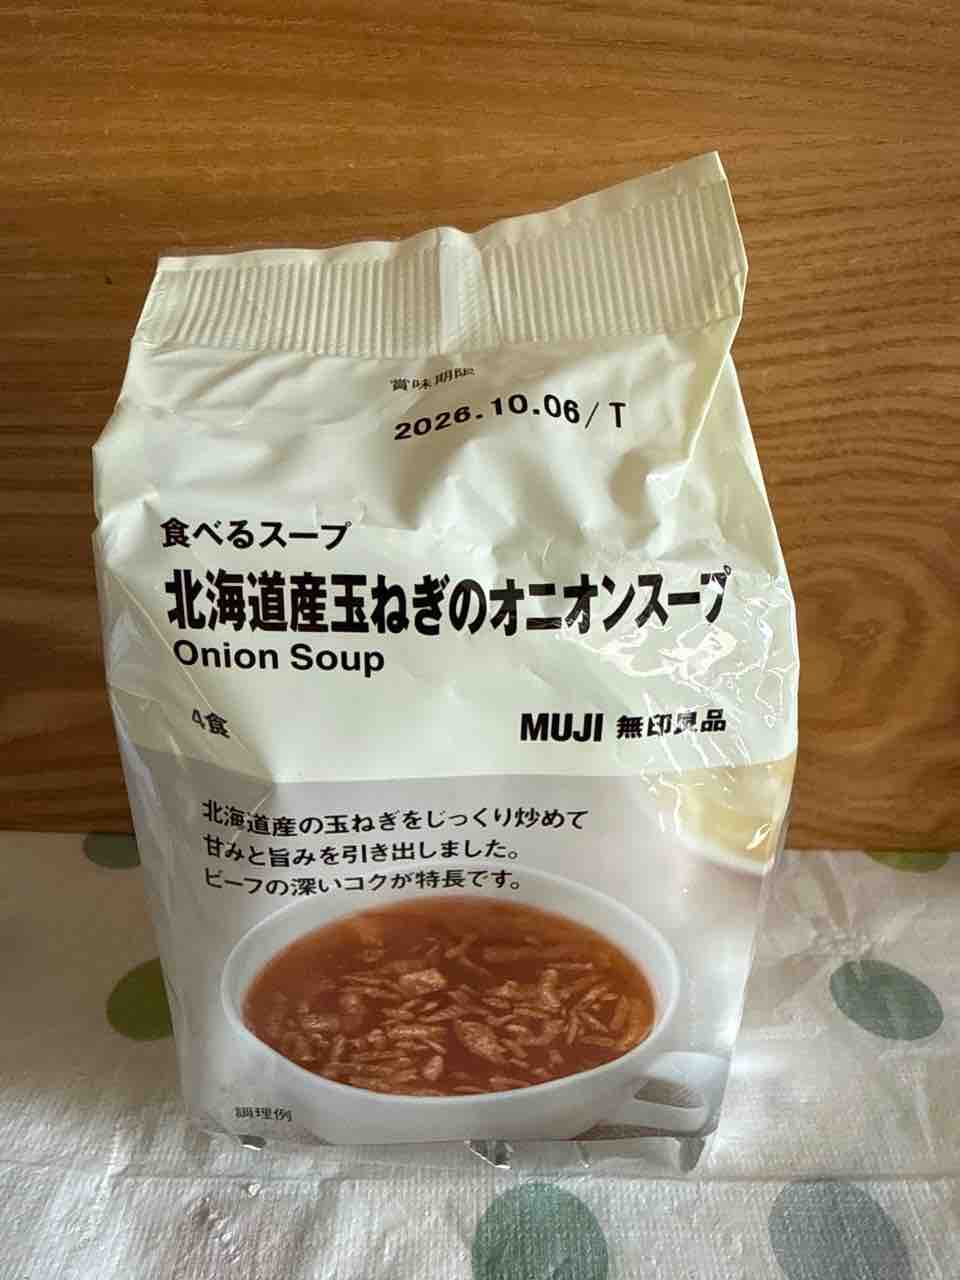 賞味期限
2026.10.06/T
食べるスープ
北海道産玉ねぎのオニオンスープ
Onion Soup
4食
MUJI 無印良品
北海道産の玉ねぎをじっくり炒めて
甘みと旨みを引き出しました。
ビーフの深いコクが特長です。
調理例